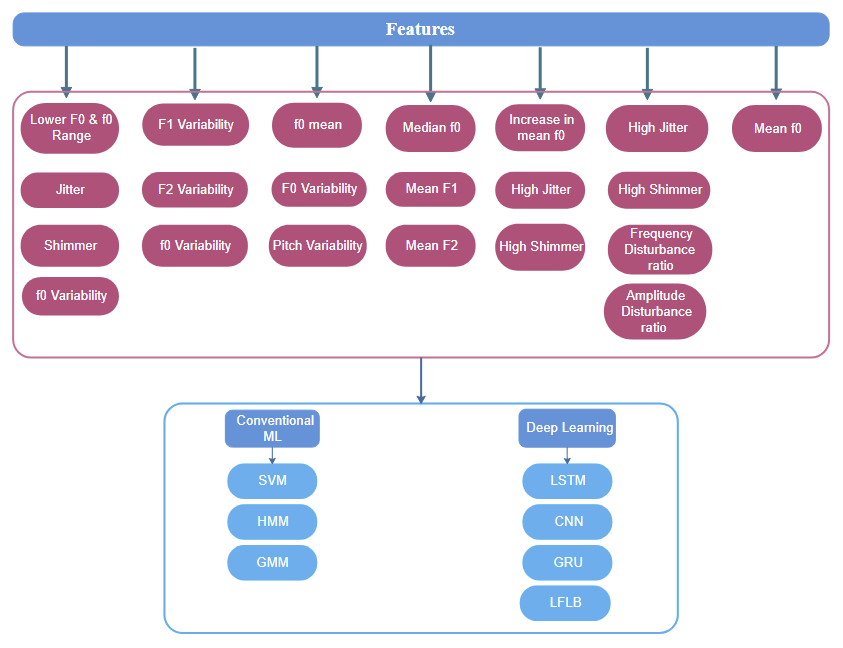 Features
Lower F0 & f0
Range
Jitter
Shimmer
f0 Variability
F1 Variability
F2 Variability
f0 Variability
f0 mean
F0 Variability
Pitch Variability
Median f0
Mean F1
Mean F2
Increase in
mean f0
High Jitter
High Shimmer
High Jitter
High Shimmer
Frequency
Disturbance
ratio
Amplitude
Disturbance
ratio
Mean f0
Conventional
ML
SVM
HMM
GMM
Deep Learning
LSTM
CNN
GRU
LFLB